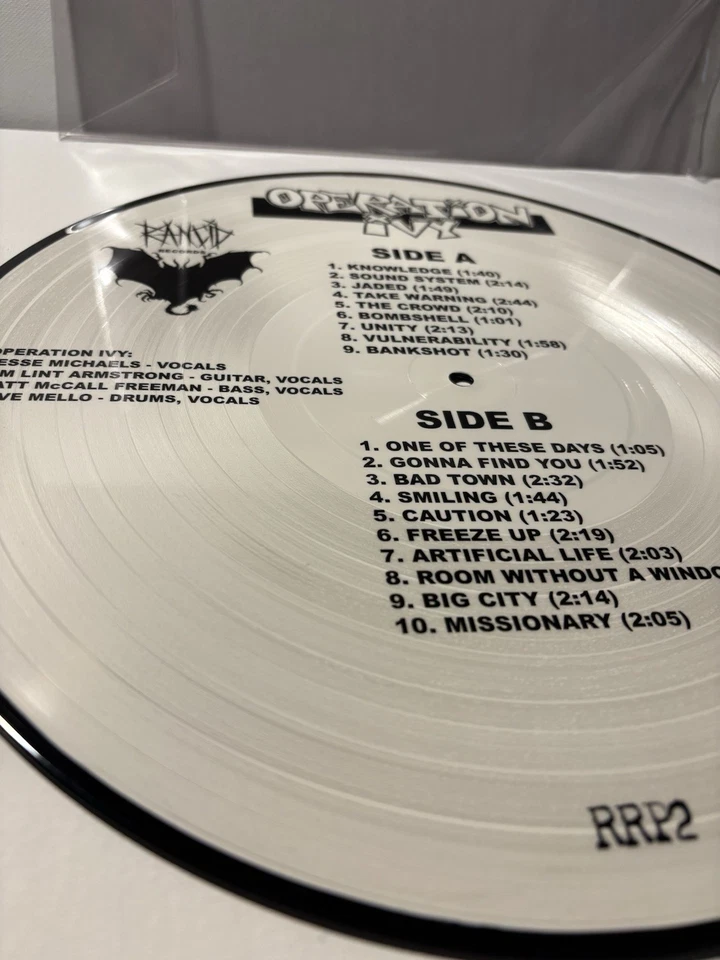 OPERATION
IVY
RANCID
RECORDS
SIDE A
1. KNOWLEDGE (1:40)
2. SOUND SYSTEM (2:14)
3. JADED (1:49)
4. TAKE WARNING (2:44)
5. THE CROWD (2:10)
6. BOMBSHELL (1:01)
7. UNITY (2:13)
8. VULNERABILITY (1:58)
9. BANKSHOT (1:30)
OPERATION IVY:
ESSE MICHAELS - VOCALS
M LINT ARMSTRONG - GUITAR, VOCALS
ATT McCALL FREEMAN - BASS, VOCALS
VE MELLO - DRUMS, VOCALS
SIDE B
1. ONE OF THESE DAYS (1:05)
2. GONNA FIND YOU (1:52)
3. BAD TOWN (2:32)
4. SMILING (1:44)
5. CAUTION (1:23)
6. FREEZE UP (2:19)
7. ARTIFICIAL LIFE (2:03)
8. ROOM WITHOUT A WINDO
9. BIG CITY (2:14)
10. MISSIONARY (2:05)
RRP2